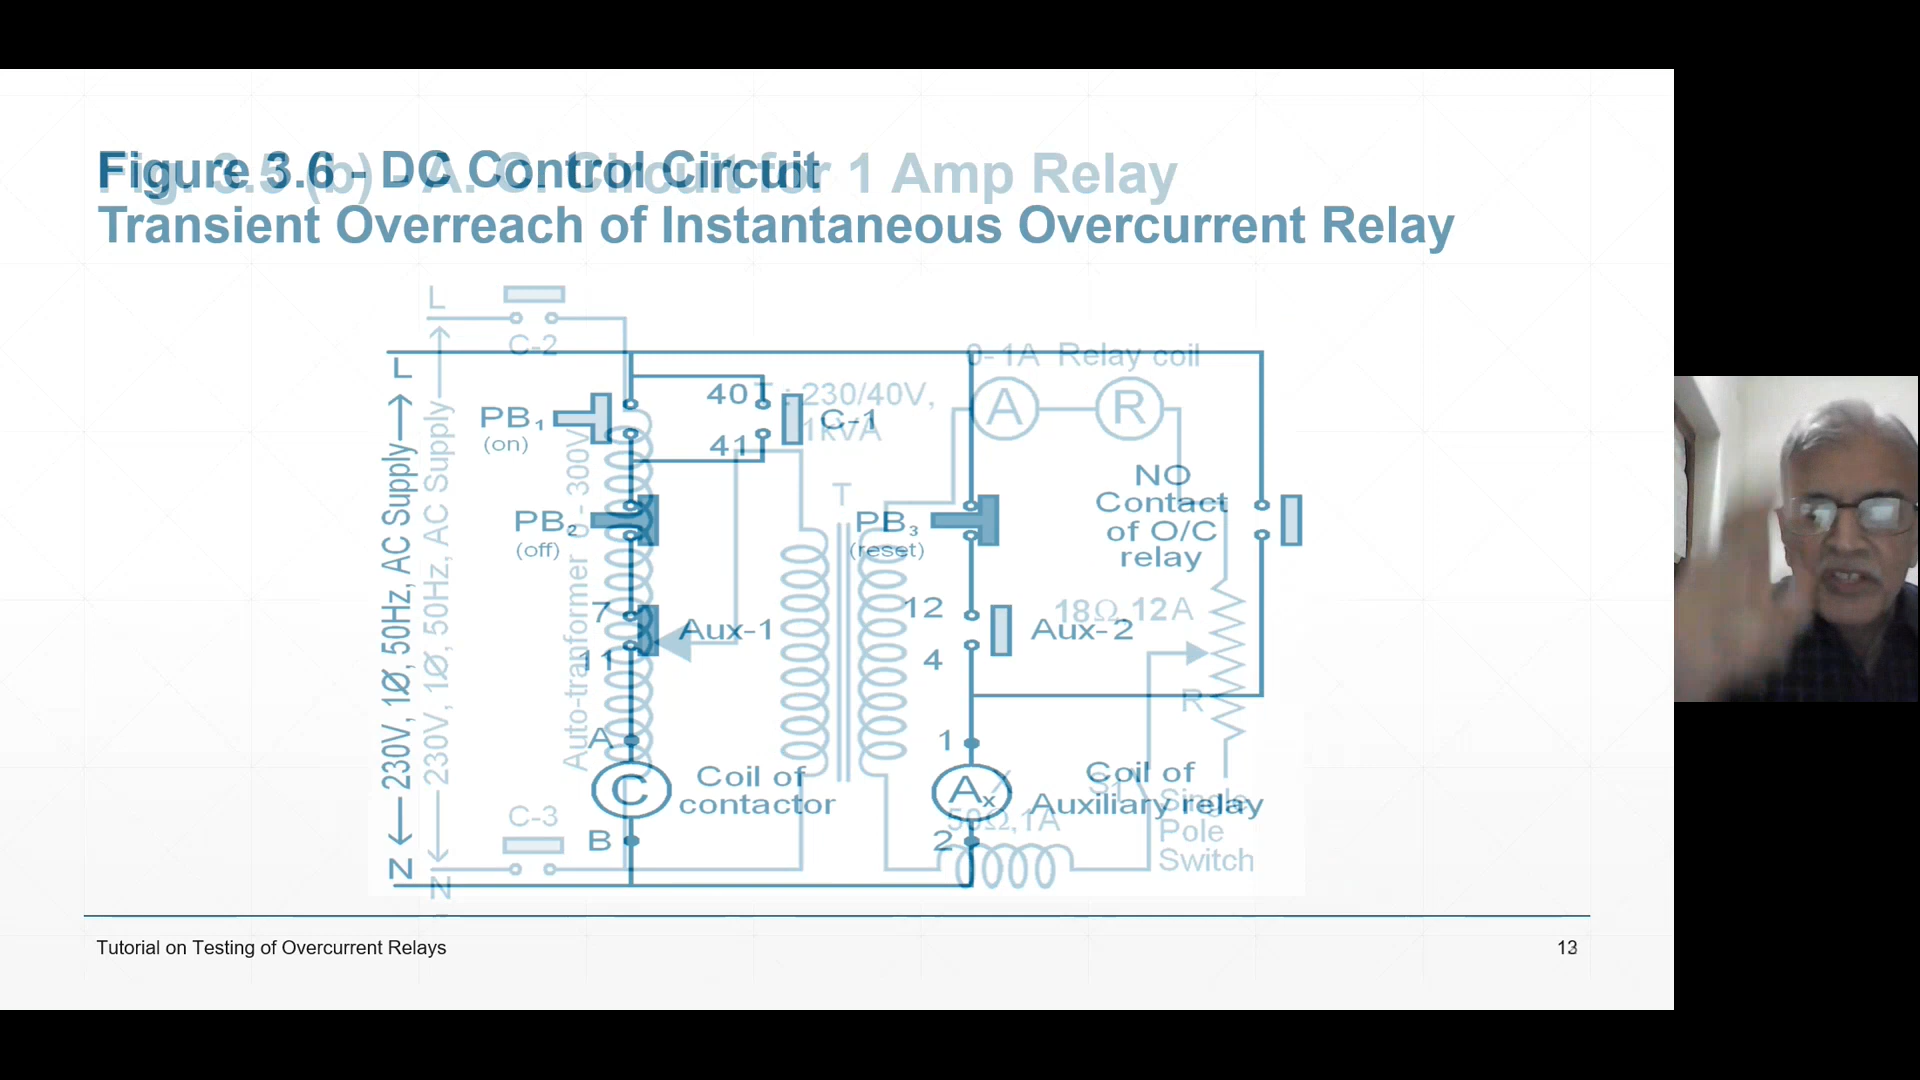 Figure 3.6 - DC Control Circuit
Fig. 3.5 (b) - A. C. Circuit for 1 Amp Relay
Transient Overreach of Instantaneous Overcurrent Relay
L
C-2
L
0-1A Relay coil
40
T : 230/40V,
1kVA
PB₁
(on)
C-1
A
R
41
NO
Contact
of O/C
relay
T
PB₂
(off)
PB₃
(reset)
230V, 1Ø, 50Hz, AC Supply
230V, 1Ø, 50Hz, AC Supply
Auto-tranformer 0 - 300V
7
Aux-1
11
12
18Ω,12A
Aux-2
4
R
A
1
C
Coil of
contactor
Aₓ
Coil of
Auxiliary relay
S1
Single
Pole
Switch
50Ω,1A
C-3
B
2
N
N
Tutorial on Testing of Overcurrent Relays
13